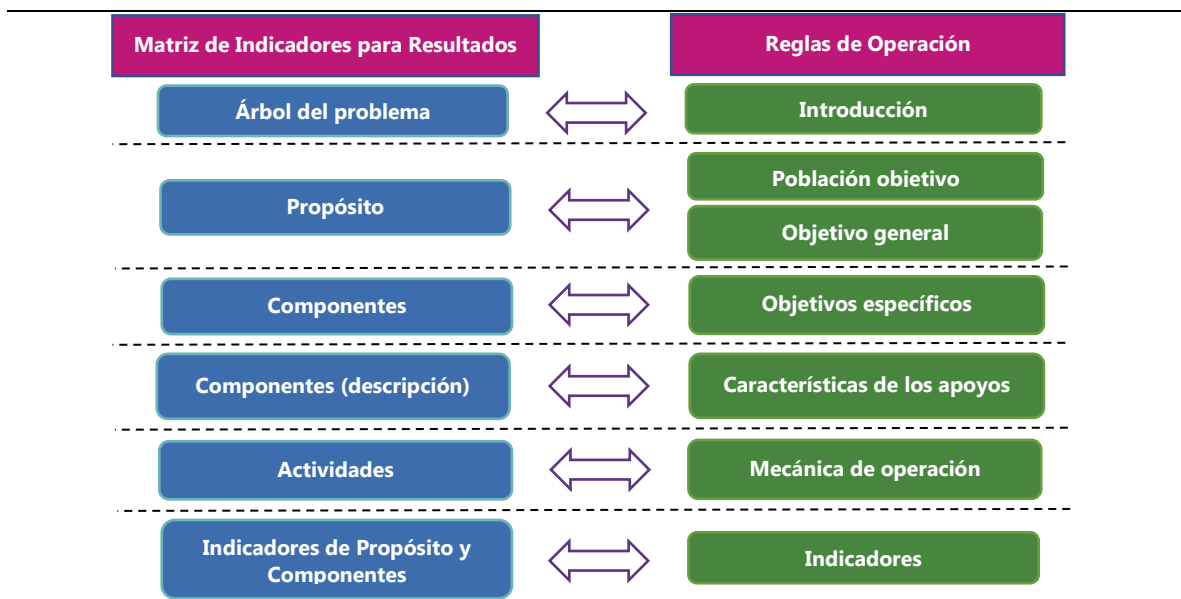 Matriz de Indicadores para Resultados
Reglas de Operación
Árbol del problema
Introducción
Propósito
Población objetivo
Objetivo general
Componentes
Objetivos específicos
Componentes (descripción)
Características de los apoyos
Actividades
Mecánica de operación
Indicadores de Propósito y
Componentes
Indicadores